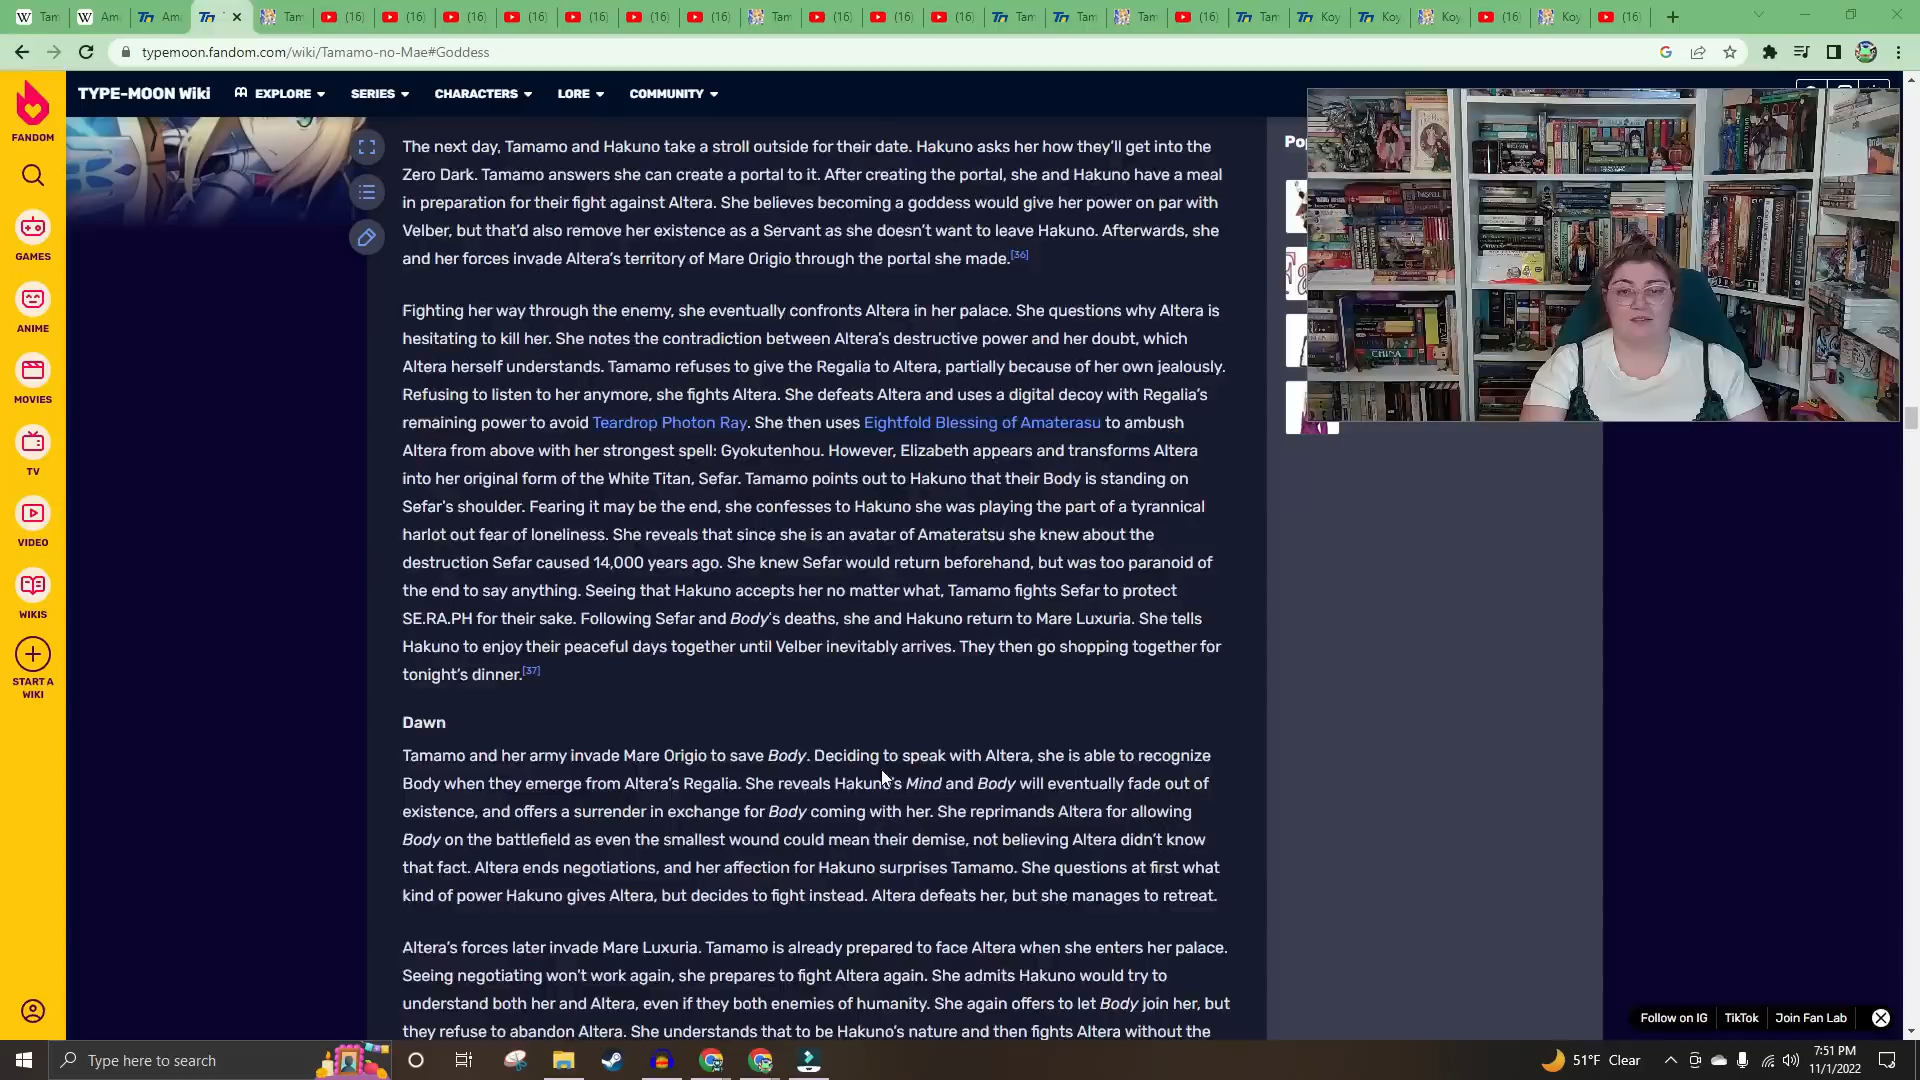 Tam
Am
Am
T
Tam
(16)
(16)
(16)
(16)
(16)
(16)
(16)
Tam
(16)
(16)
(16)
Tam
Tam
Tam
(16)
Tam
Koy
Koy
Koy
(16)
Koy
(16)
typemoon.fandom.com/wiki/Tamamo-no-Mae#Goddess
TYPE-MOON Wiki
EXPLORE
SERIES
CHARACTERS
LORE
COMMUNITY
FANDOM
GAMES
ANIME
MOVIES
TV
VIDEO
WIKIS
START A
WIKI
The next day, Tamamo and Hakuno take a stroll outside for their date. Hakuno asks her how they'll get into the
Zero Dark. Tamamo answers she can create a portal to it. After creating the portal, she and Hakuno have a meal
in preparation for their fight against Altera. She believes becoming a goddess would give her power on par with
Velber, but that'd also remove her existence as a Servant as she doesn't want to leave Hakuno. Afterwards, she
and her forces invade Altera's territory of Mare Origio through the portal she made.[36]
Fighting her way through the enemy, she eventually confronts Altera in her palace. She questions why Altera is
hesitating to kill her. She notes the contradiction between Altera's destructive power and her doubt, which
Altera herself understands. Tamamo refuses to give the Regalia to Altera, partially because of her own jealously.
Refusing to listen to her anymore, she fights Altera. She defeats Altera and uses a digital decoy with Regalia's
remaining power to avoid Teardrop Photon Ray. She then uses Eightfold Blessing of Amaterasu to ambush
Altera from above with her strongest spell: Gyokutenhou. However, Elizabeth appears and transforms Altera
into her original form of the White Titan, Sefar. Tamamo points out to Hakuno that their Body is standing on
Sefar's shoulder. Fearing it may be the end, she confesses to Hakuno she was playing the part of a tyrannical
harlot out fear of loneliness. She reveals that since she is an avatar of Amateratsu she knew about the
destruction Sefar caused 14,000 years ago. She knew Sefar would return beforehand, but was too paranoid of
the end to say anything. Seeing that Hakuno accepts her no matter what, Tamamo fights Sefar to protect
SE.RA.PH for their sake. Following Sefar and Body's deaths, she and Hakuno return to Mare Luxuria. She tells
Hakuno to enjoy their peaceful days together until Velber inevitably arrives. They then go shopping together for
tonight's dinner.[37]
Dawn
Tamamo and her army invade Mare Origio to save Body. Deciding to speak with Altera, she is able to recognize
Body when they emerge from Altera's Regalia. She reveals Hakuno's Mind and Body will eventually fade out of
existence, and offers a surrender in exchange for Body coming with her. She reprimands Altera for allowing
Body on the battlefield as even the smallest wound could mean their demise, not believing Altera didn't know
that fact. Altera ends negotiations, and her affection for Hakuno surprises Tamamo. She questions at first what
kind of power Hakuno gives Altera, but decides to fight instead. Altera defeats her, but she manages to retreat.
Altera's forces later invade Mare Luxuria. Tamamo is already prepared to face Altera when she enters her palace.
Seeing negotiating won't work again, she prepares to fight Altera again. She admits Hakuno would try to
understand both her and Altera, even if they both enemies of humanity. She again offers to let Body join her, but
they refuse to abandon Altera. She understands that to be Hakuno's nature and then fights Altera without the
CHINA
Follow on IG
TikTok
Join Fan Lab
Type here to search
51°F Clear
7:51 PM
11/1/2022